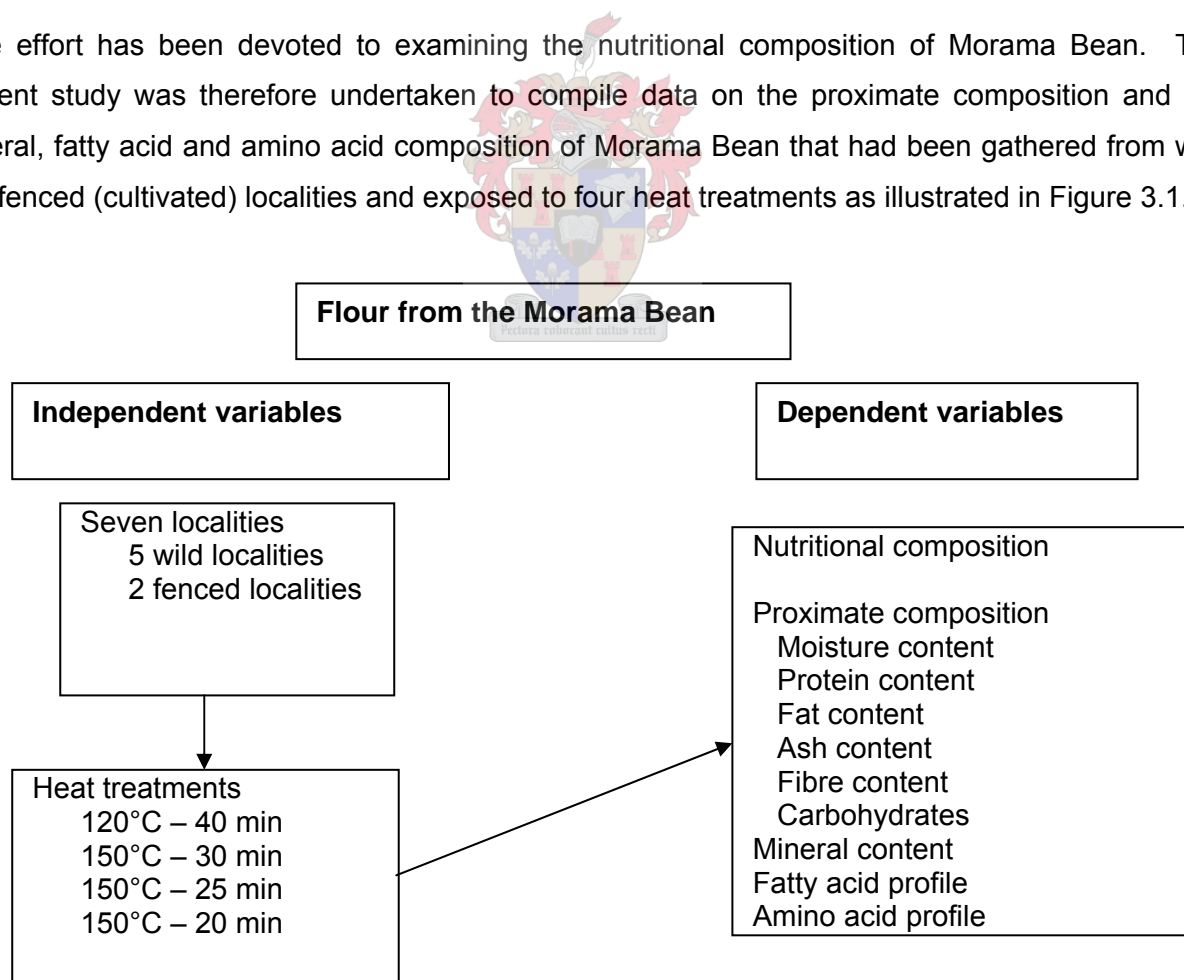 effort has been devoted to examining the nutritional composition of Morama Bean.
study was therefore undertaken to compile data on the proximate composition and
fatty acid and amino acid composition of Morama Bean that had been gathered from
fenced (cultivated) localities and exposed to four heat treatments as illustrated in Figure 3.1.
Flour from the Morama Bean
Pectora roborant cultus recti
Independent variables
Dependent variables
Seven localities
5 wild localities
2 fenced localities
Nutritional composition
Proximate composition
Moisture content
Protein content
Fat content
Ash content
Fibre content
Carbohydrates
Mineral content
Fatty acid profile
Amino acid profile
Heat treatments
120°C – 40 min
150°C – 30 min
150°C – 25 min
150°C – 20 min